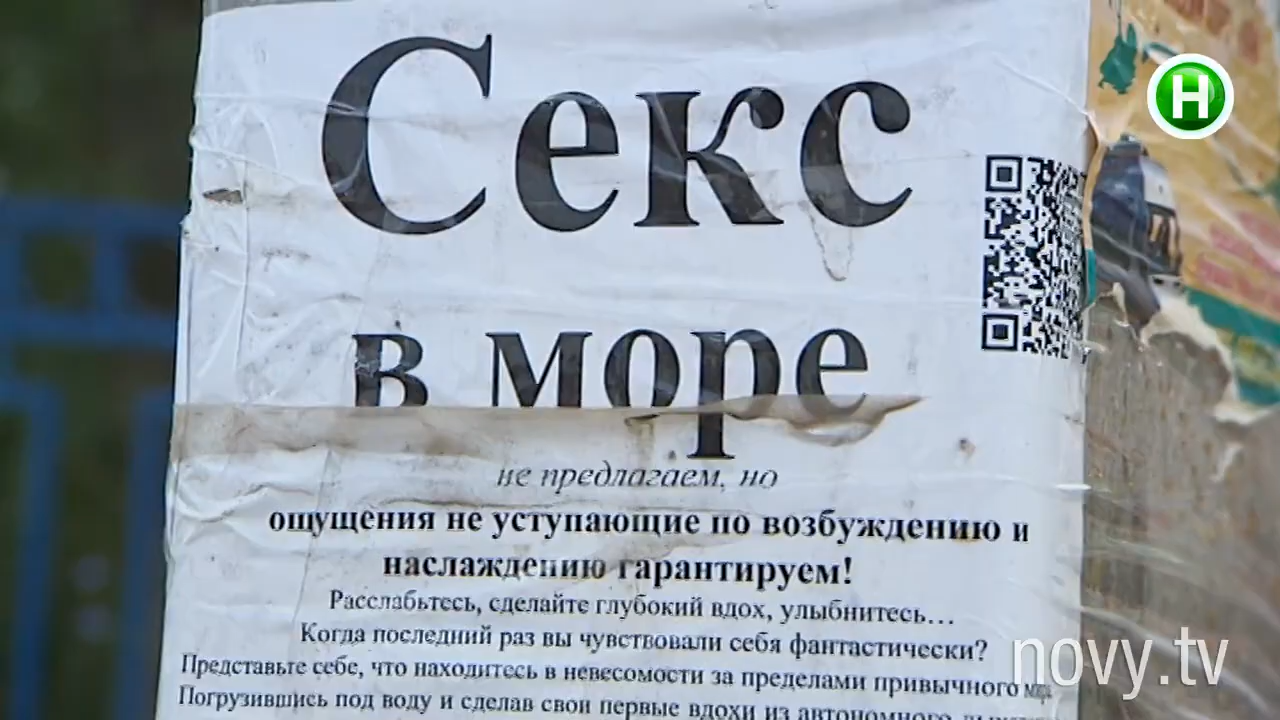 Н
Секс
в море
не предлагаем, но
ощущения не уступающие по возбуждению и
наслаждению гарантируем!
Расслабьтесь, сделайте глубокий вдох, улыбнитесь...
Когда последний раз вы чувствовали себя фантастически?
Представьте себе, что находитесь в невесомости за пределами привычного
Погрузившись под воду и сделав свои первые вдохи из автономного
novy.tv